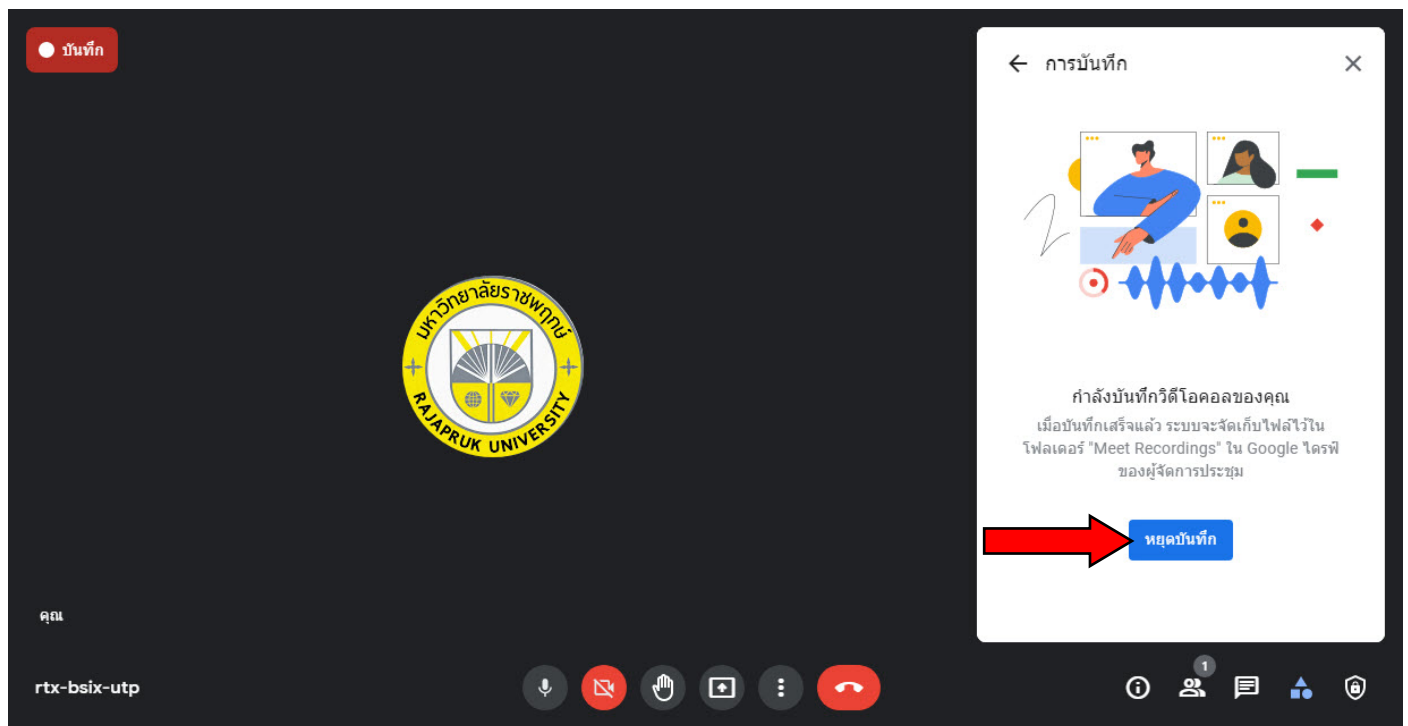 บันทึก
การบันทึก
มหาวิทยาลัยราชพฤกษ์
RAJAPRUK UNIVERSITY
กำลังบันทึกวิดีโอคอลของคุณ
เมื่อบันทึกเสร็จแล้ว ระบบจะจัดเก็บไฟล์ไว้ใน
โฟลเดอร์ "Meet Recordings" ใน Google ไดรฟ์
ของผู้จัดการประชุม
หยุดบันทึก
คุณ
rtx-bsix-utp
1